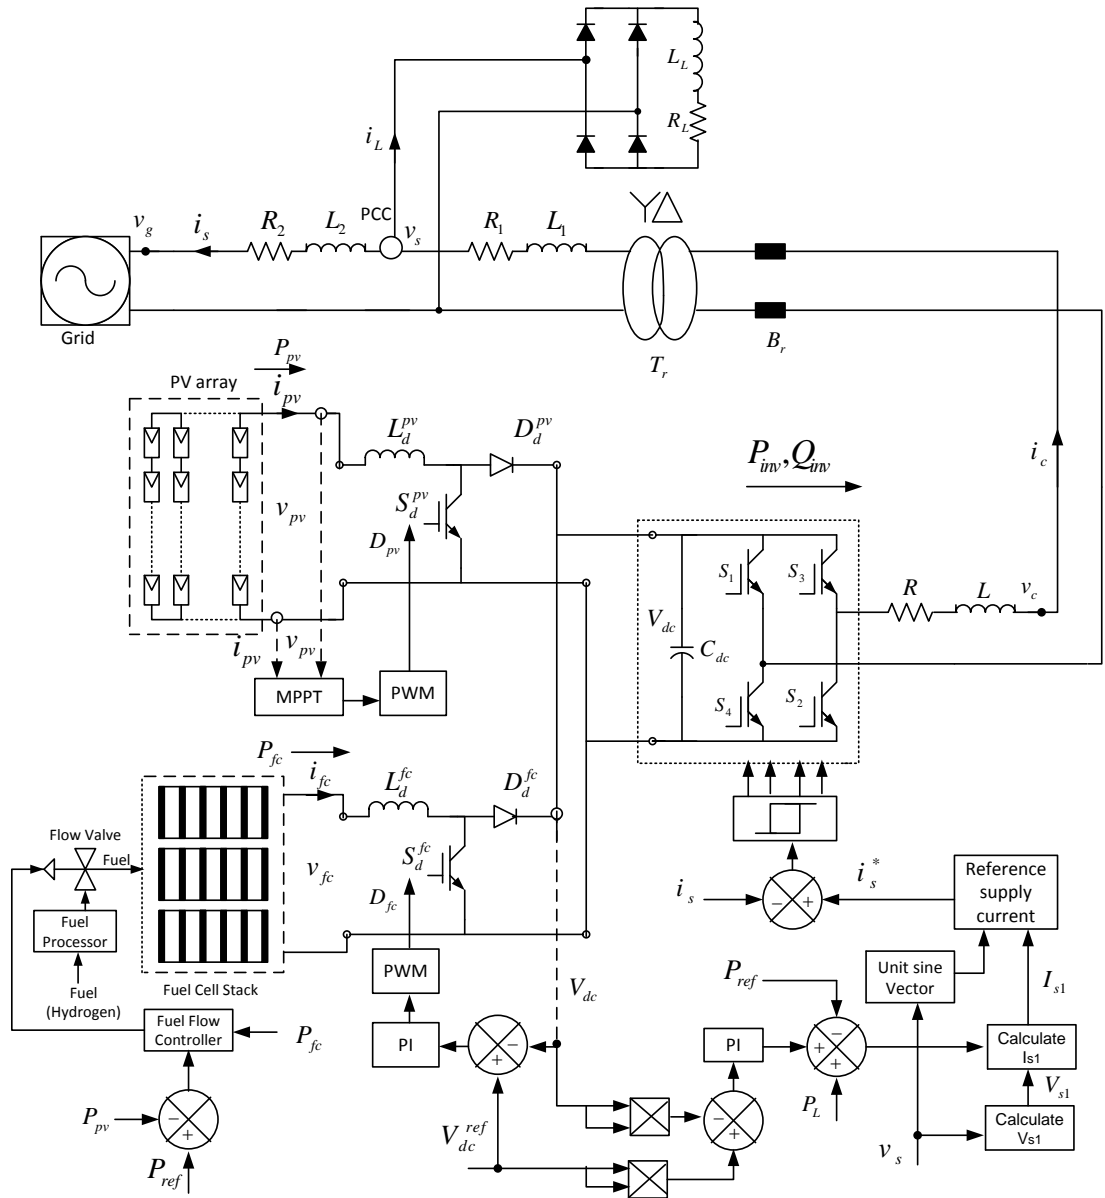 L_L
R_L
i_L
PCC
v_g
i_s
R_2
L_2
v_s
R_1
L_1
Grid
T_r
B_r
P_pv
PV array
i_pv
L_d^pv
D_d^pv
v_pv
S_d^pv
D_pv
P_inv, Q_inv
i_c
S_1
S_3
R
L
v_c
V_dc
C_dc
S_4
S_2
i_pv
v_pv
MPPT
PWM
P_fc
i_fc
L_d^fc
D_d^fc
Flow Valve
Fuel
v_fc
S_d^fc
D_fc
Fuel
Processor
Fuel
(Hydrogen)
Fuel Cell Stack
PWM
V_dc
i_s
−
+
i_s^*
Reference
supply
current
Unit sine
Vector
I_s1
P_ref
Fuel Flow
Controller
P_fc
PI
−
+
PI
−
+
+
Calculate
Is1
P_pv
−
+
P_ref
V_dc^ref
−
+
P_L
V_s1
Calculate
Vs1
v_s